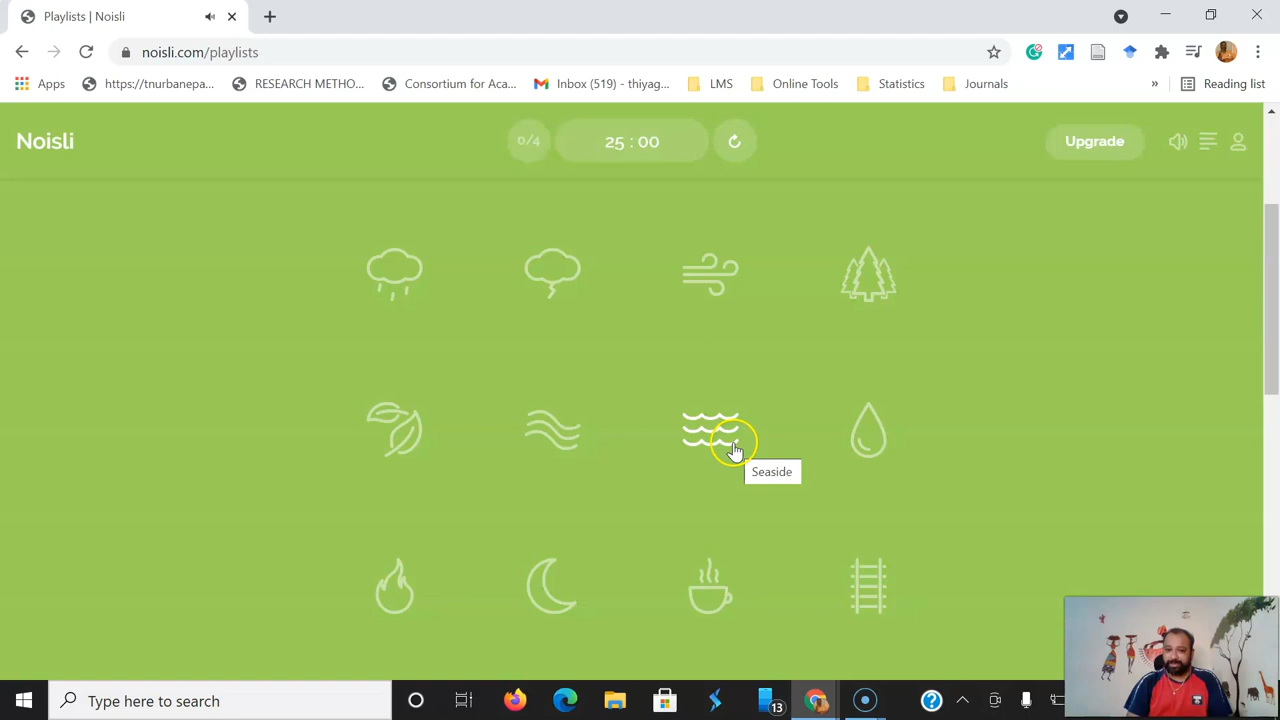 Playlists | Noisli
noisli.com/playlists
Apps
https://tnurbanepa...
RESEARCH METHO...
Consortium for Aca...
Inbox (519) - thiyag...
LMS
Online Tools
Statistics
Journals
»
Reading list
Noisli
0/4
25 : 00
Upgrade
Seaside
Type here to search
13